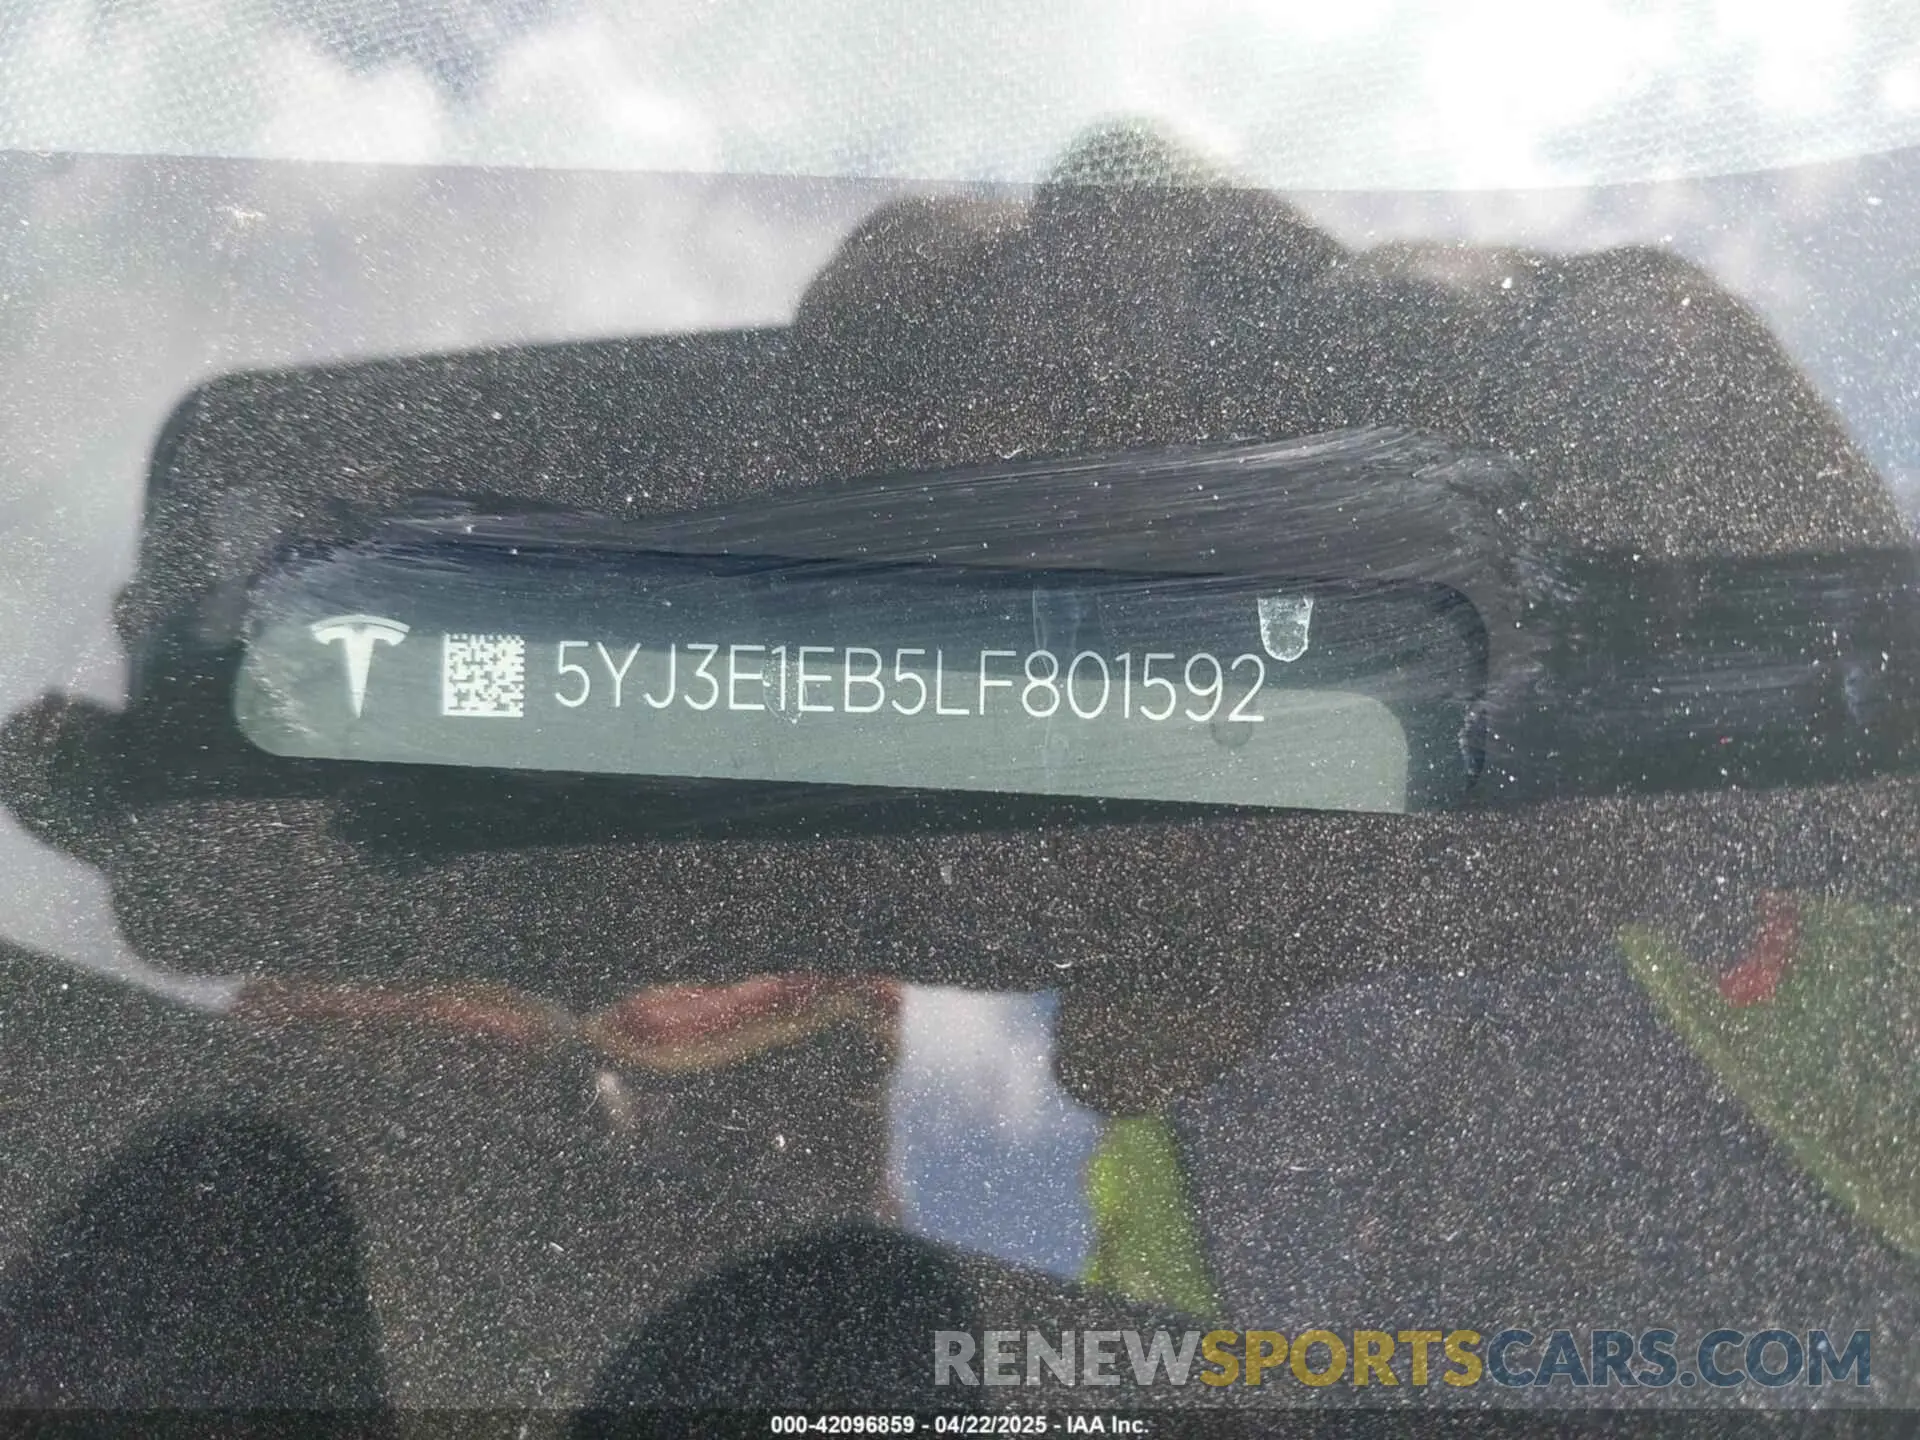 5YJ3E1EB5LF801592
RENEWSPORTSCARS.COM
000-42096859 - 04/22/2025 - IAA Inc.